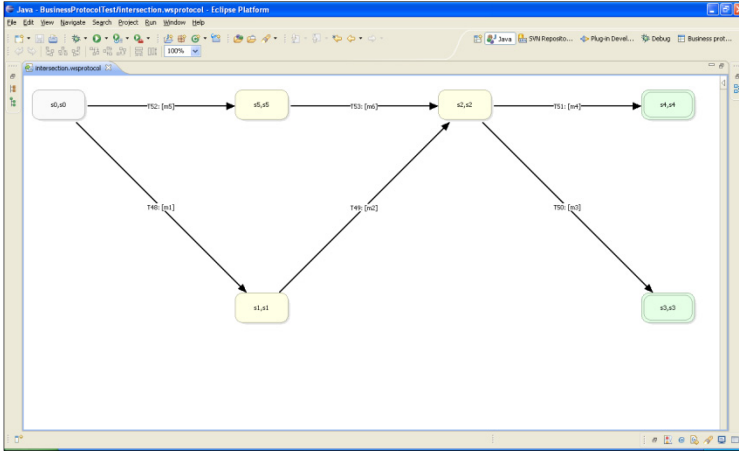 Java - BusinessProtocolTest/intersection.wsprotocol - Eclipse Platform
File Edit View Navigate Search Project Run Window Help
Java SVN Reposito... Plug-in Devel... Debug Business prot...
100%
intersection.wsprotocol
s0,s0 T52: [m5] s5,s5 T53: [m6] s2,s2 T51: [m4] s4,s4
T48: [m1] T49: [m2] T50: [m3]
s1,s1 s3,s3